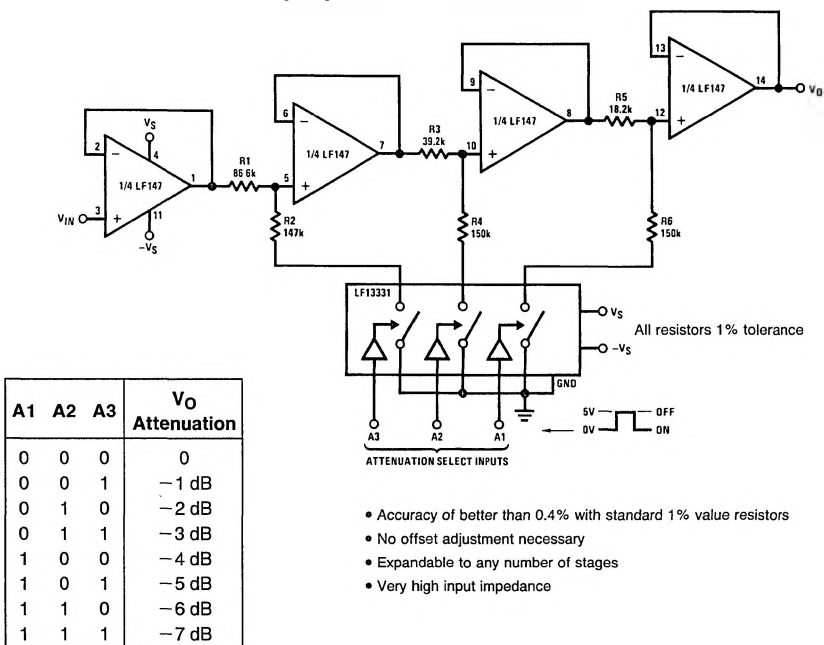 13
14
1/4 LF147
V0
12
9
8
1/4 LF147
10
R5
18.2k
6
7
1/4 LF147
5
R3
39.2k
VS
2
4
1
1/4 LF147
3
VIN
11
-VS
R1
86 6k
R2
147k
R4
150k
R6
150k
LF13331
VS
-VS
All resistors 1% tolerance
GND
A3 A2 A1
ATTENUATION SELECT INPUTS
5V OFF
0V ON
A1 A2 A3 VO Attenuation
0 0 0 0
0 0 1 −1 dB
0 1 0 −2 dB
0 1 1 −3 dB
1 0 0 −4 dB
1 0 1 −5 dB
1 1 0 −6 dB
1 1 1 −7 dB
• Accuracy of better than 0.4% with standard 1% value resistors
• No offset adjustment necessary
• Expandable to any number of stages
• Very high input impedance